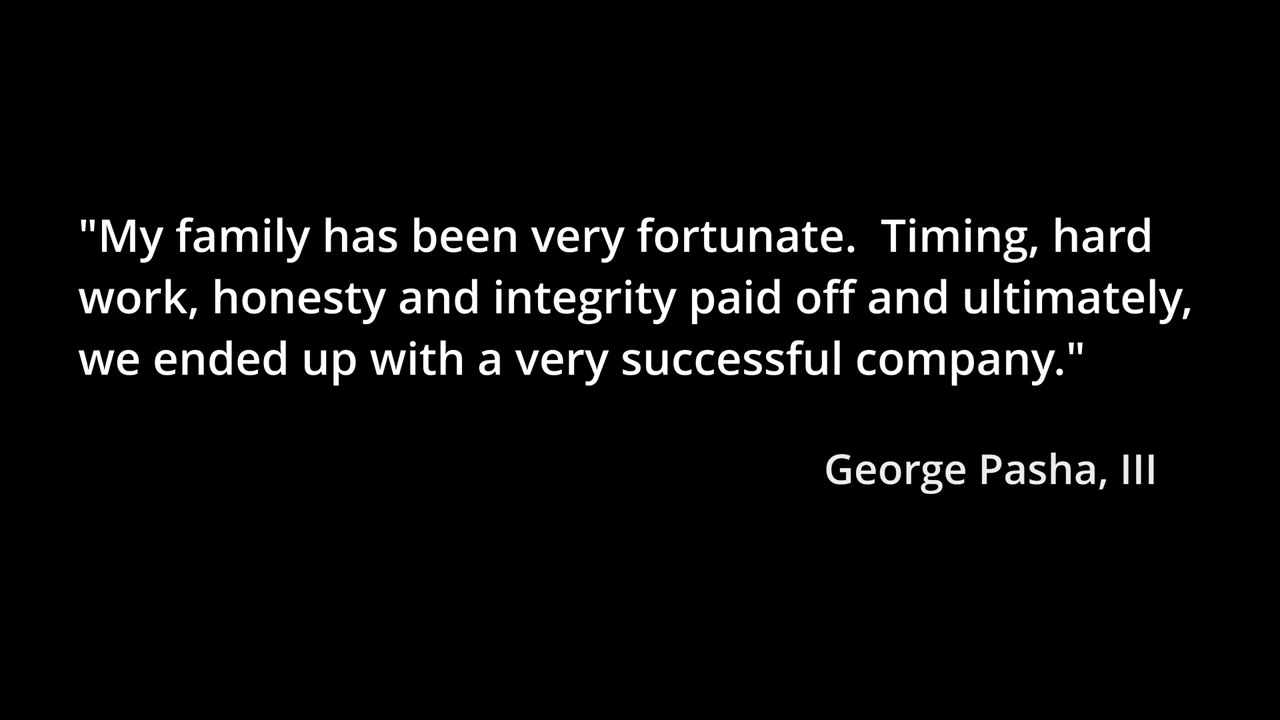 "My family has been very fortunate.  Timing, hard
work, honesty and integrity paid off and ultimately,
we ended up with a very successful company."
George Pasha, III